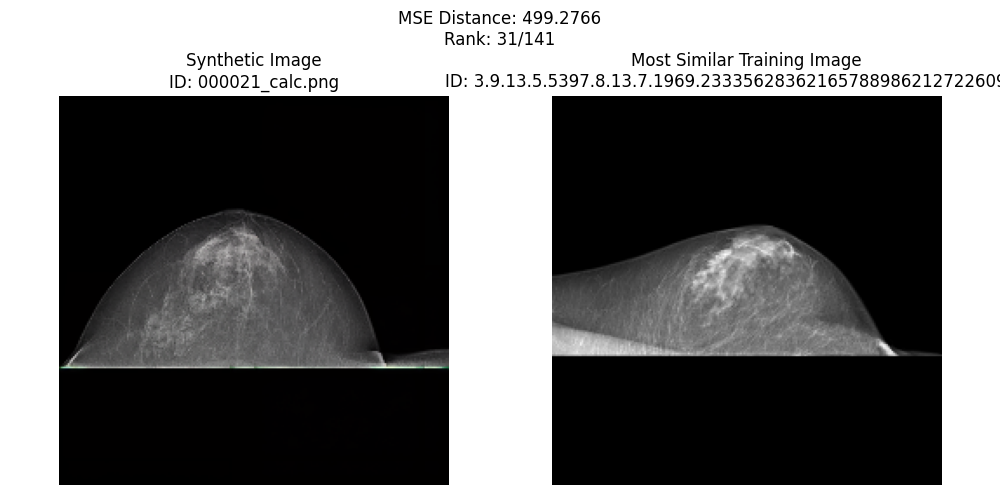 MSE Distance: 499.2766
Rank: 31/141
Synthetic Image
ID: 000021_calc.png
Most Similar Training Image
ID: 3.9.13.5.5397.8.13.7.1969.23335628362165788986212722609